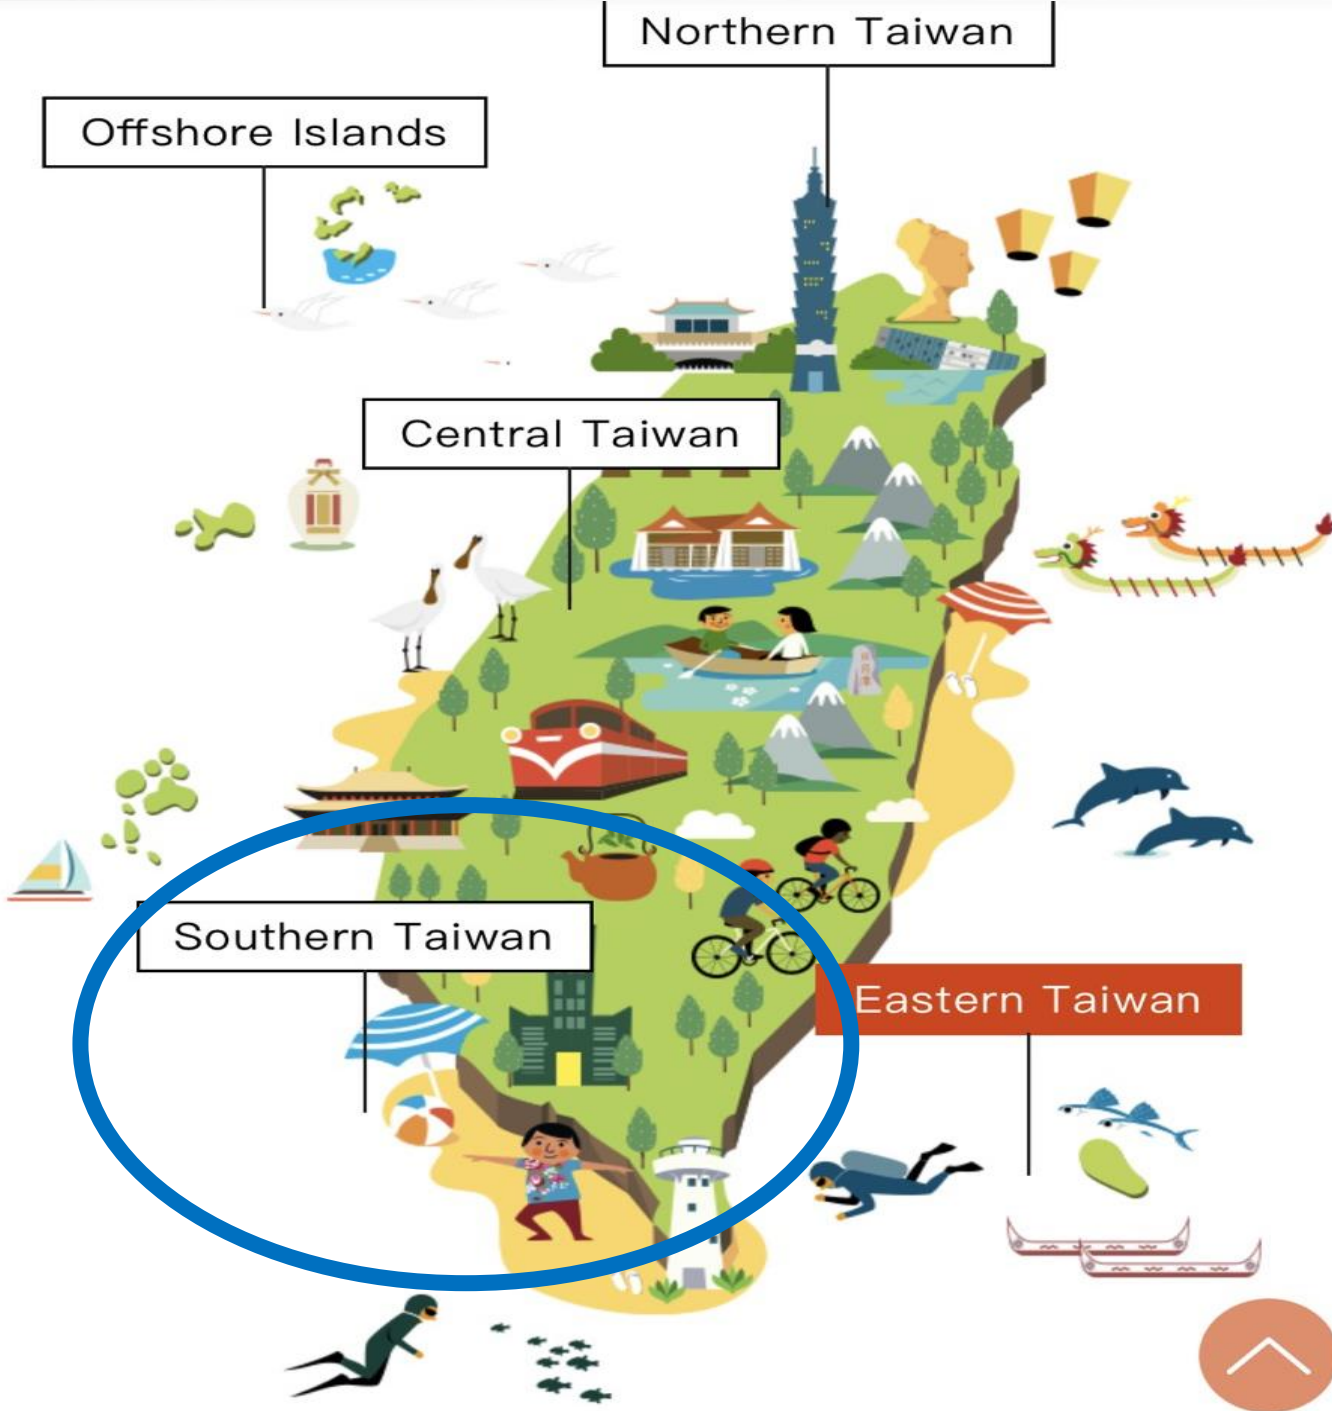 Northern Taiwan
Offshore Islands
Central Taiwan
Southern Taiwan
Eastern Taiwan